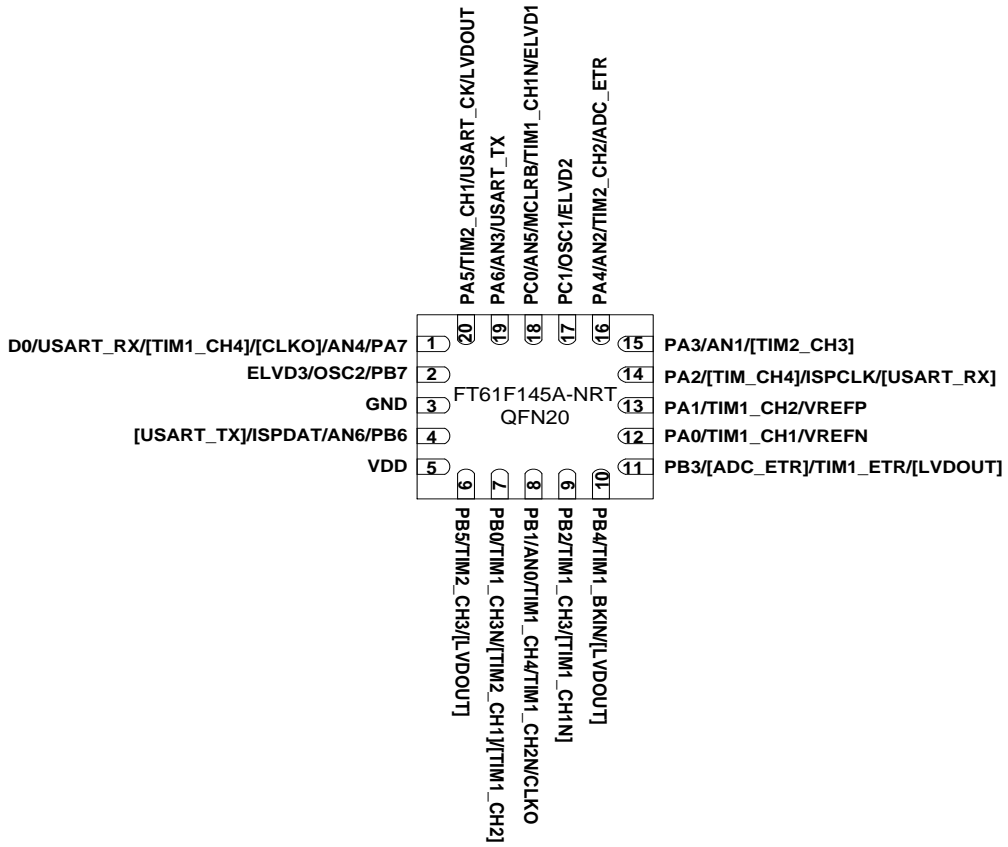 PA5/TIM2_CH1/USART_CK/LVDOUT
PA6/AN3/USART_TX
PC0/AN5/MCLRB/TIM1_CH1N/ELVD1
PC1/OSC1/ELVD2
PA4/AN2/TIM2_CH2/ADC_ETR
20
19
18
17
16
D0/USART_RX/[TIM1_CH4]/[CLKO]/AN4/PA7
1
ELVD3/OSC2/PB7
2
GND
3
[USART_TX]/ISPDAT/AN6/PB6
4
VDD
5
FT61F145A-NRT
QFN20
15
PA3/AN1/[TIM2_CH3]
14
PA2/[TIM_CH4]/ISPCLK/[USART_RX]
13
PA1/TIM1_CH2/VREFP
12
PA0/TIM1_CH1/VREFN
11
PB3/[ADC_ETR]/TIM1_ETR/[LVDOUT]
6
7
8
9
10
PB5/TIM2_CH3/[LVDOUT]
PB0/TIM1_CH3N/[TIM2_CH1]/[TIM1_CH2]
PB1/AN0/TIM1_CH4/TIM1_CH2N/CLKO
PB2/TIM1_CH3/[TIM1_CH1N]
PB4/TIM1_BKIN/[LVDOUT]